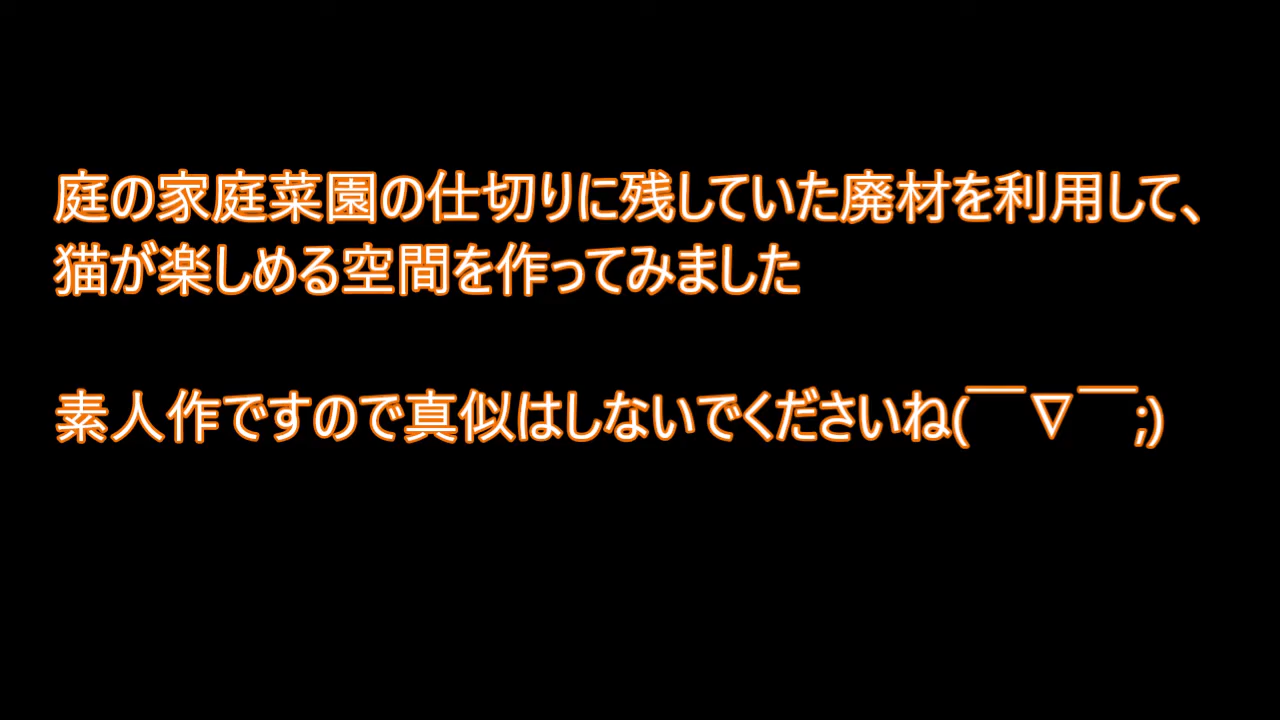 庭の家庭菜園の仕切りに残していた廃材を利用して、
猫が楽しめる空間を作ってみました
素人作ですので真似はしないでくださいね(￣∇￣;)